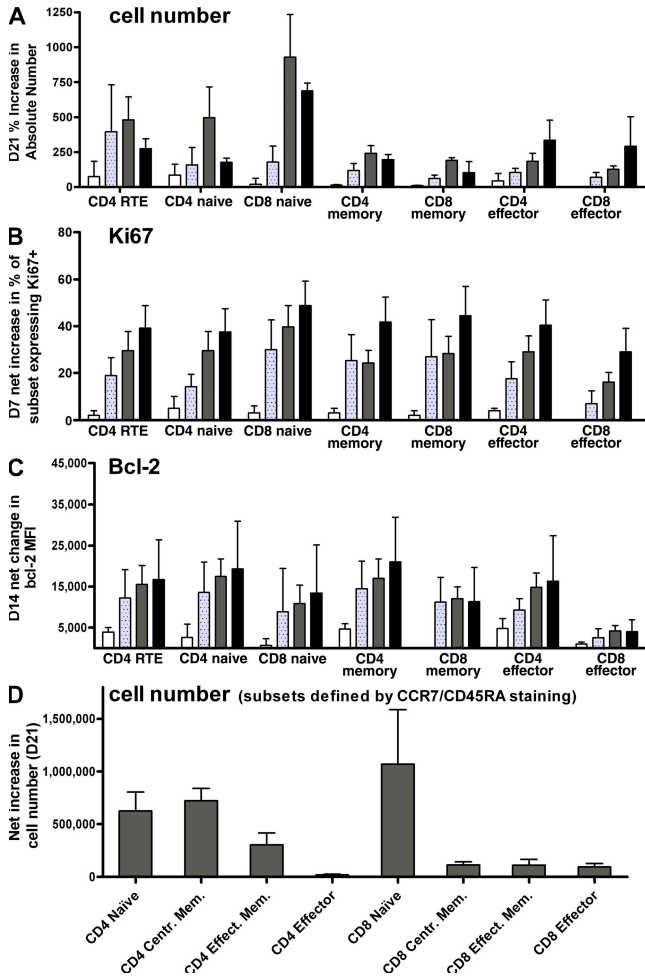 A cell number
D21 % Increase in
Absolute Number
1250
1000
750
500
250
0
CD4 RTE CD4 naive CD8 naive CD4 memory CD8 memory CD4 effector CD8 effector
B Ki67
D7 net increase in % of
subset expressing Ki67+
80
60
40
20
0
CD4 RTE CD4 naive CD8 naive CD4 memory CD8 memory CD4 effector CD8 effector
C Bcl-2
D14 net change in
bcl-2 MFI
45,000
35,000
25,000
15,000
5,000
CD4 RTE CD4 naive CD8 naive CD4 memory CD8 memory CD4 effector CD8 effector
D cell number (subsets defined by CCR7/CD45RA staining)
Net increase in
cell number (D21)
1,500,000
1,000,000
500,000
0
CD4 Naïve
CD4 Centr. Mem.
CD4 Effect. Mem.
CD4 Effector
CD8 Naïve
CD8 Centr. Mem.
CD8 Effect. Mem.
CD8 Effector